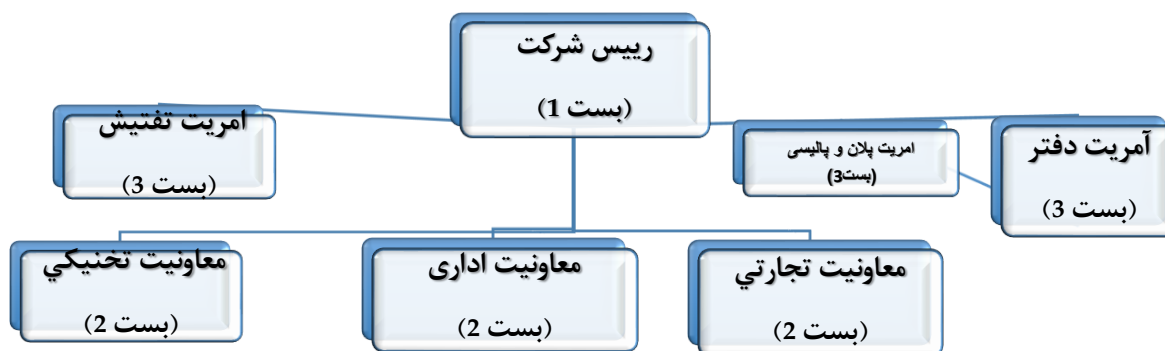 رییس شرکت
(بست 1)
آمریت دفتر
(بست 3)
امریت پلان و پالیسی
(بست3)
امریت تفتیش
(بست 3)
معاونیت تجارتي
(بست 2)
معاونیت اداری
(بست 2)
معاونیت تخنیکي
(بست 2)